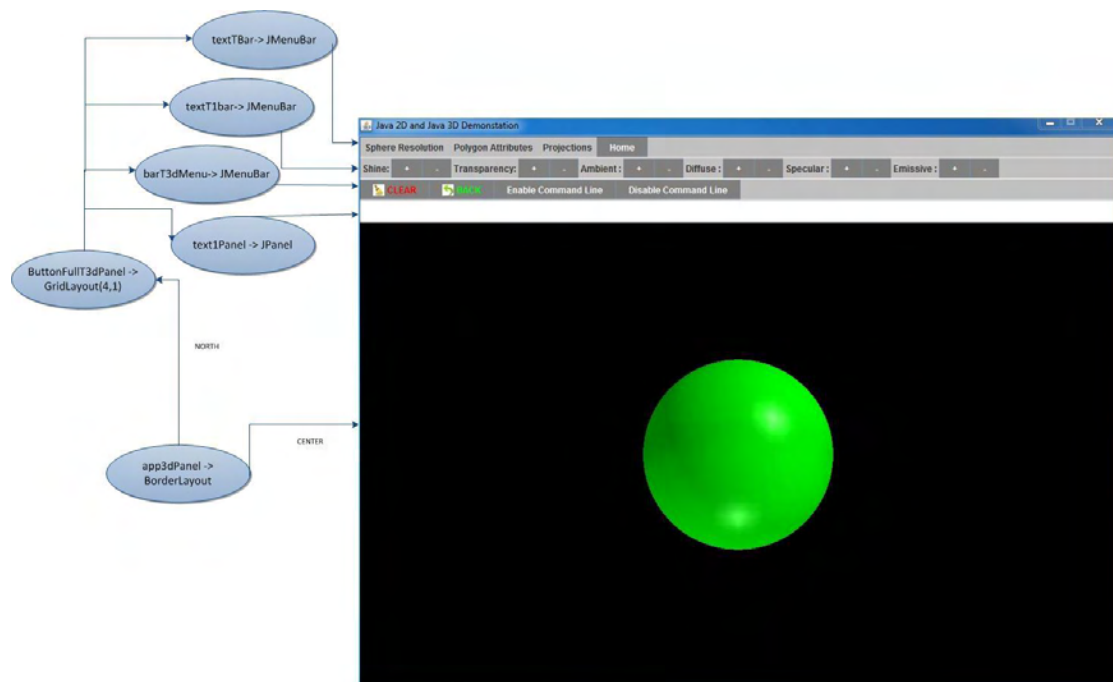 textTBar-> JMenuBar
textT1bar-> JMenuBar
barT3dMenu-> JMenuBar
text1Panel -> JPanel
ButtonFullT3dPanel ->
GridLayout(4,1)
NORTH
app3dPanel ->
BorderLayout
CENTER
Java 2D and Java 3D Demonstation
Sphere Resolution Polygon Attributes Projections Home
Shine: + - Transparency: + - Ambient : + - Diffuse : + - Specular : + - Emissive : + -
CLEAR BACK Enable Command Line Disable Command Line